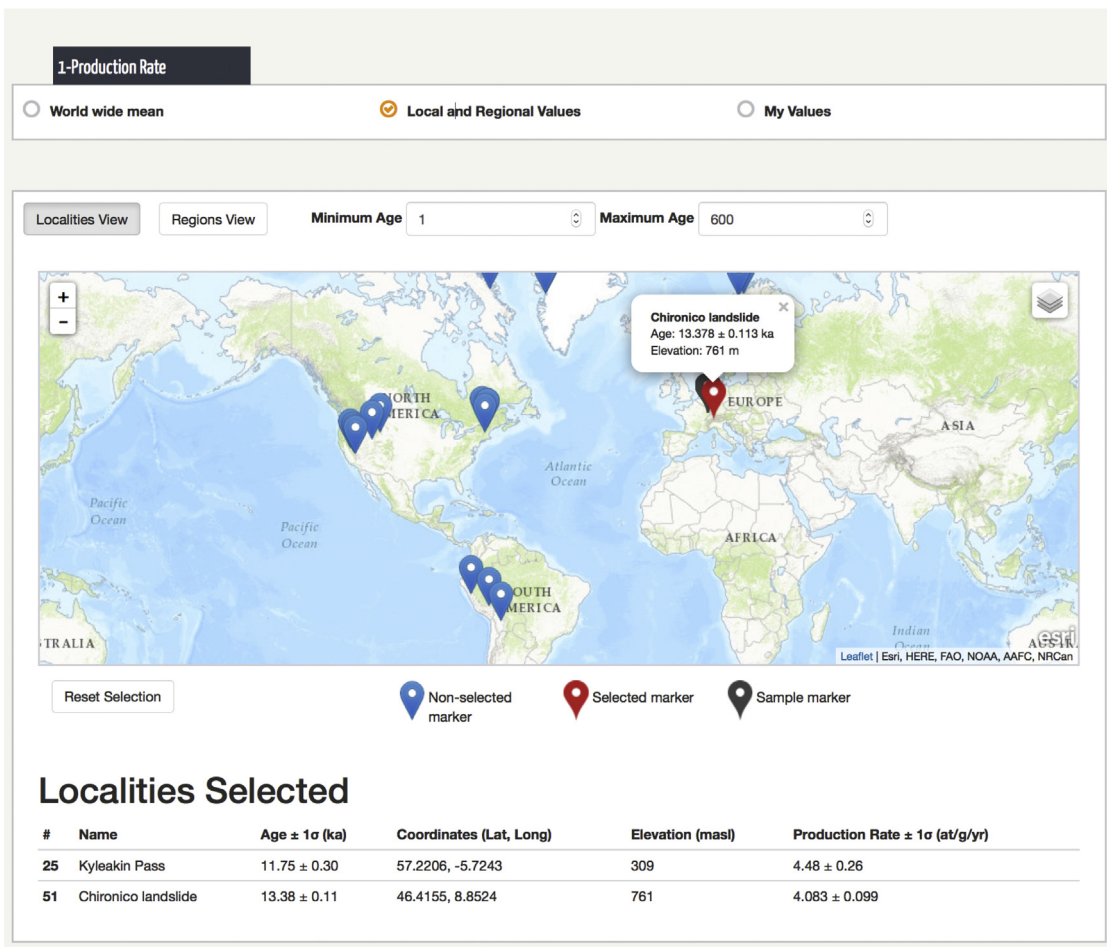 1-Production Rate
World wide mean
Local and Regional Values
My Values
Localities View
Regions View
Minimum Age
1
Maximum Age
600
+
-
Chironico landslide
Age: 13.378 ± 0.113 ka
Elevation: 761 m
×
NORTH
MERICA
EUROPE
ASIA
Atlantic
Ocean
Pacific
Ocean
Pacific
Ocean
AFRICA
OUTH
MERICA
Indian
Ocean
TRALIA
AUSTR
esri
Leaflet | Esri, HERE, FAO, NOAA, AAFC, NRCan
Reset Selection
Non-selected
marker
Selected marker
Sample marker
Localities Selected
# Name Age ± 1σ (ka) Coordinates (Lat, Long) Elevation (masl) Production Rate ± 1σ (at/g/yr)
25 Kyleakin Pass 11.75 ± 0.30 57.2206, -5.7243 309 4.48 ± 0.26
51 Chironico landslide 13.38 ± 0.11 46.4155, 8.8524 761 4.083 ± 0.099